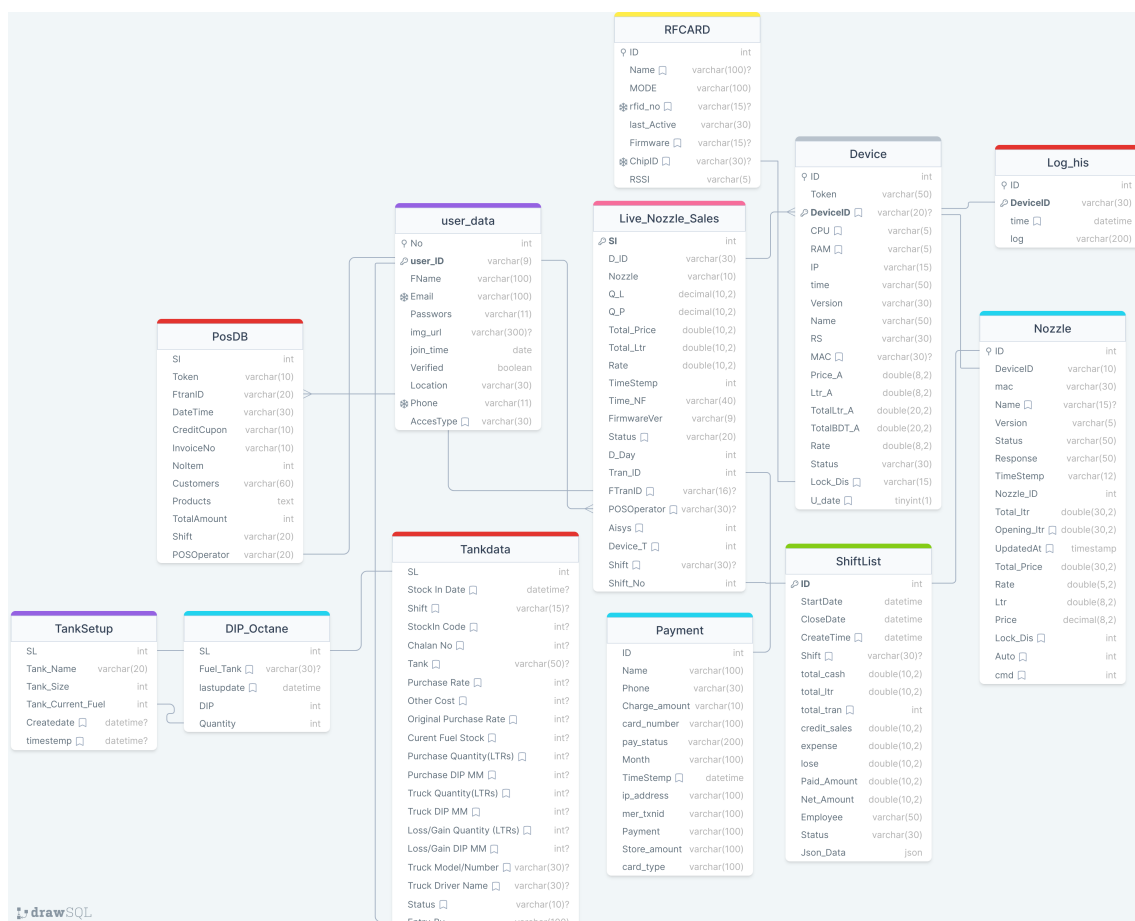 RFCARD
ID int
Name varchar(100)?
MODE varchar(100)
rfid_no varchar(15)?
last_Active varchar(30)
Firmware varchar(15)?
ChipID varchar(30)?
RSSI varchar(5)
Device
ID int
Token varchar(50)
DeviceID varchar(20)?
CPU varchar(5)
RAM varchar(5)
IP varchar(15)
time varchar(50)
Version varchar(30)
Name varchar(50)
RS varchar(30)
MAC varchar(30)?
Price_A double(8,2)
Ltr_A double(8,2)
TotalLtr_A double(20,2)
TotalBDT_A double(20,2)
Rate double(8,2)
Status varchar(30)
Lock_Dis varchar(15)
U_date tinyint(1)
Log_his
ID int
DeviceID varchar(30)
time datetime
log varchar(200)
user_data
No int
user_ID varchar(9)
FName varchar(100)
Email varchar(100)
Passwors varchar(11)
img_url varchar(300)?
join_time date
Verified boolean
Location varchar(30)
Phone varchar(11)
AccesType varchar(30)
Live_Nozzle_Sales
SI int
D_ID varchar(30)
Nozzle varchar(10)
Q_L decimal(10,2)
Q_P decimal(10,2)
Total_Price double(10,2)
Total_Ltr double(10,2)
Rate double(10,2)
TimeStemp int
Time_NF varchar(40)
FirmwareVer varchar(9)
Status varchar(20)
D_Day int
Tran_ID int
FTranID varchar(16)?
POSOperator varchar(30)?
Aisys int
Device_T int
Shift varchar(30)?
Shift_No int
PosDB
SI int
Token varchar(10)
FtranID varchar(20)
DateTime varchar(30)
CreditCupon varchar(10)
InvoiceNo varchar(10)
NoItem int
Customers varchar(60)
Products text
TotalAmount int
Shift varchar(20)
POSOperator varchar(20)
Nozzle
ID int
DeviceID varchar(10)
mac varchar(30)
Name varchar(15)?
Version varchar(5)
Status varchar(50)
Response varchar(50)
TimeStemp varchar(12)
Nozzle_ID int
Total_ltr double(30,2)
Opening_ltr double(30,2)
UpdatedAt timestamp
Total_Price double(30,2)
Rate double(5,2)
Ltr double(8,2)
Price decimal(8,2)
Lock_Dis int
Auto int
cmd int
Tankdata
SL int
Stock In Date datetime?
Shift varchar(15)?
StockIn Code int?
Chalan No int?
Tank varchar(50)?
Purchase Rate int?
Other Cost int?
Original Purchase Rate int?
Curent Fuel Stock int?
Purchase Quantity(LTRs) int?
Purchase DIP MM int?
Truck Quantity(LTRs) int?
Truck DIP MM int?
Loss/Gain Quantity (LTRs) int?
Loss/Gain DIP MM int?
Truck Model/Number varchar(30)?
Truck Driver Name varchar(30)?
Status varchar(10)?
ShiftList
ID int
StartDate datetime
CloseDate datetime
CreateTime datetime
Shift varchar(30)?
total_cash double(10,2)
total_ltr double(10,2)
total_tran int
credit_sales double(10,2)
expense double(10,2)
lose double(10,2)
Paid_Amount double(10,2)
Net_Amount double(10,2)
Employee varchar(50)
Status varchar(30)
Json_Data json
TankSetup
SL int
Tank_Name varchar(20)
Tank_Size int
Tank_Current_Fuel int
Createdate datetime?
timestemp datetime?
DIP_Octane
SL int
Fuel_Tank varchar(30)?
lastupdate datetime
DIP int
Quantity int
Payment
ID int
Name varchar(100)
Phone varchar(30)
Charge_amount varchar(10)
card_number varchar(100)
pay_status varchar(200)
Month varchar(100)
TimeStemp datetime
ip_address varchar(100)
mer_txnid varchar(100)
Payment varchar(100)
Store_amount varchar(100)
card_type varchar(100)
drawSQL